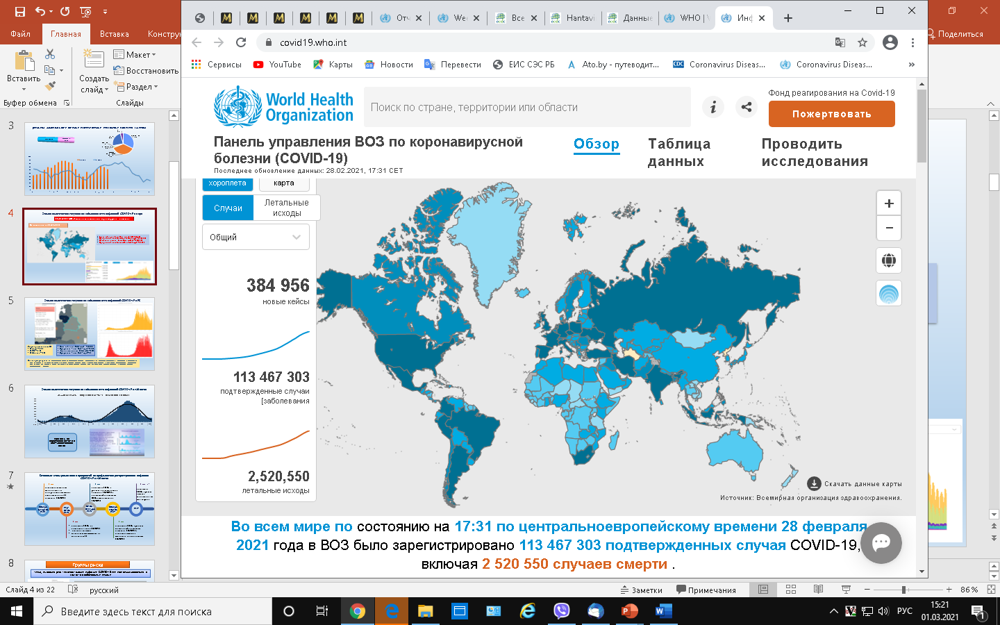 Файл
Главная
Вставка
Конструк
Поделиться
Вставить
Создать слайд
Макет
Восстановить
Раздел
Буфер обмена
Слайды
Отч
Wee
Все
Hantavi
Данные
WHO | V
Инф
covid19.who.int
Сервисы
YouTube
Карты
Новости
Перевести
ЕИС СЭС РБ
Ato.by - путеводит...
Coronavirus Diseas...
Coronavirus Diseas...
World Health
Organization
Поиск по стране, территории или области
Фонд реагирования на Covid-19
Пожертвовать
Панель управления ВОЗ по коронавирусной
болезни (COVID-19)
Последнее обновление данных: 28.02.2021, 17:31 CET
Обзор
Таблица
данных
Проводить
исследования
хороплета
карта
Случаи
Летальные
исходы
Общий
384 956
новые кейсы
113 467 303
подтвержденные случаи
[заболевания
2,520,550
летальные исходы
Скачать данные карты
Источник: Всемирная организация здравоохранения.
Во всем мире по состоянию на 17:31 по центральноевропейскому времени 28 февраля
2021 года в ВОЗ было зарегистрировано 113 467 303 подтвержденных случая COVID-19,
включая 2 520 550 случаев смерти .
3
4
5
6
7
8
Группы риска
Слайд 4 из 22
русский
Заметки
Примечания
86 %
Введите здесь текст для поиска
РУС
15:21
01.03.2021
1